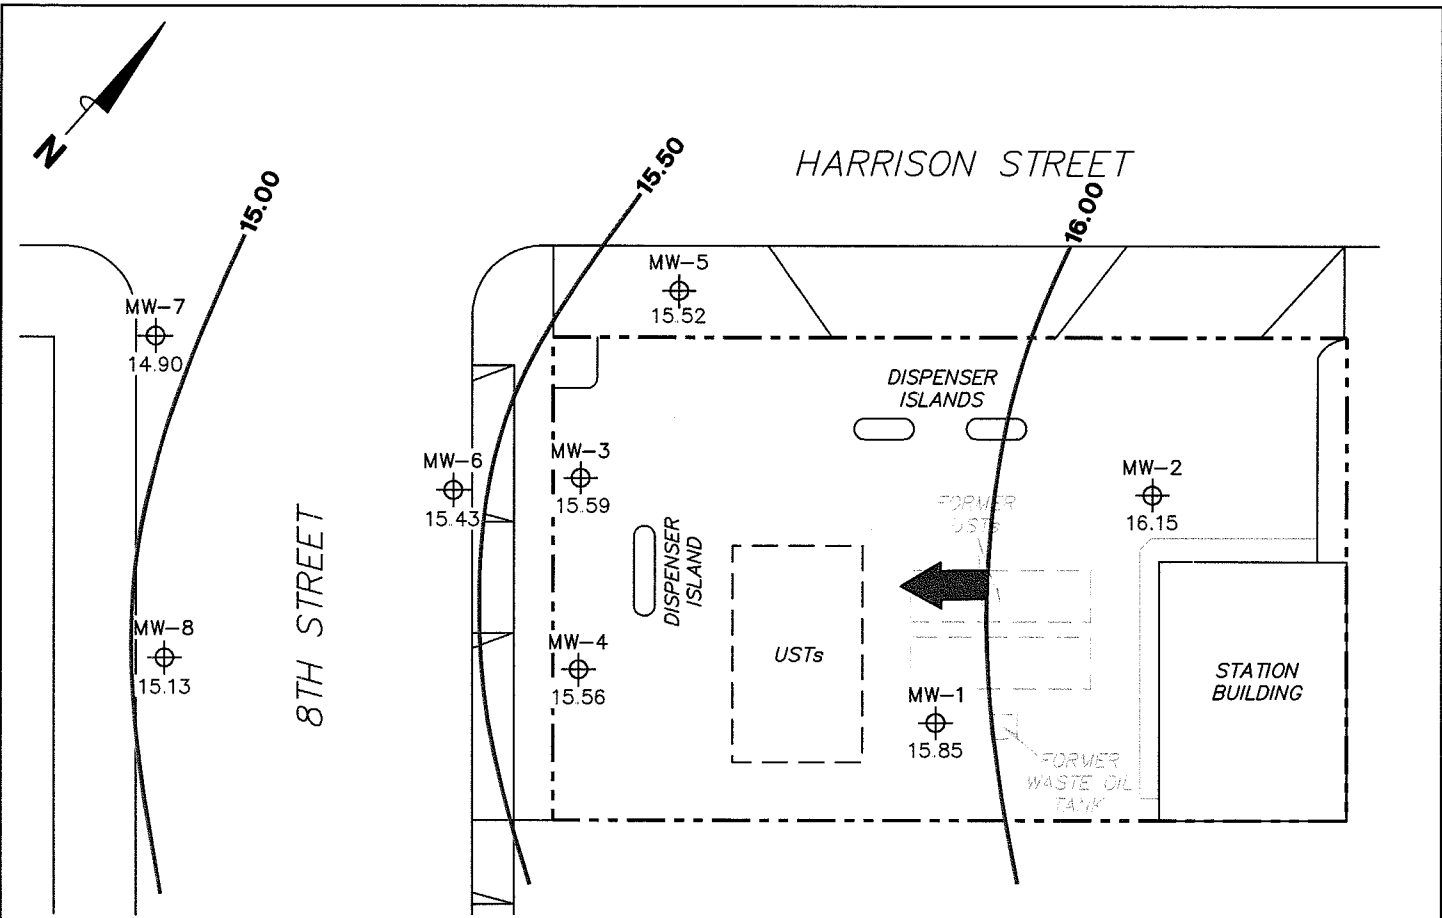 N
HARRISON STREET
15.00
15.50
16.00
MW-5
15.52
MW-7
14.90
DISPENSER
ISLANDS
MW-6
15.43
MW-3
15.59
MW-2
16.15
FORMER
USTs
8TH STREET
DISPENSER
ISLAND
MW-8
15.13
MW-4
15.56
USTs
STATION
BUILDING
MW-1
15.85
FORMER
WASTE OIL
TANK